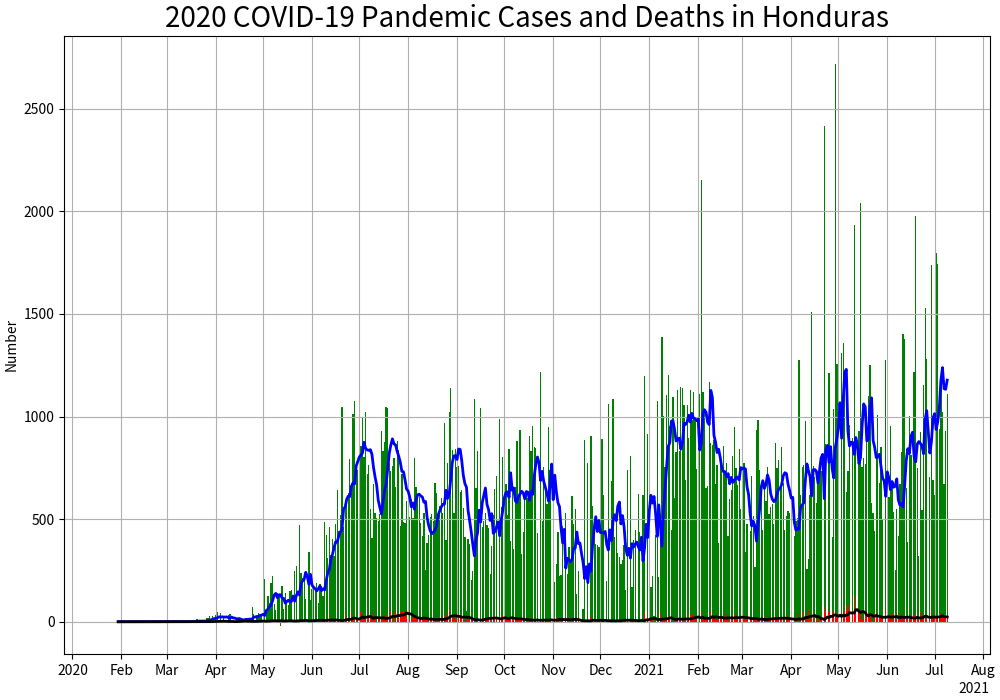 2020 COVID-19 Pandemic Cases and Deaths in Honduras
Number
2500
2000
1500
1000
500
0
2020 Feb Mar Apr May Jun Jul Aug Sep Oct Nov Dec 2021 Feb Mar Apr May Jun Jul Aug
2021